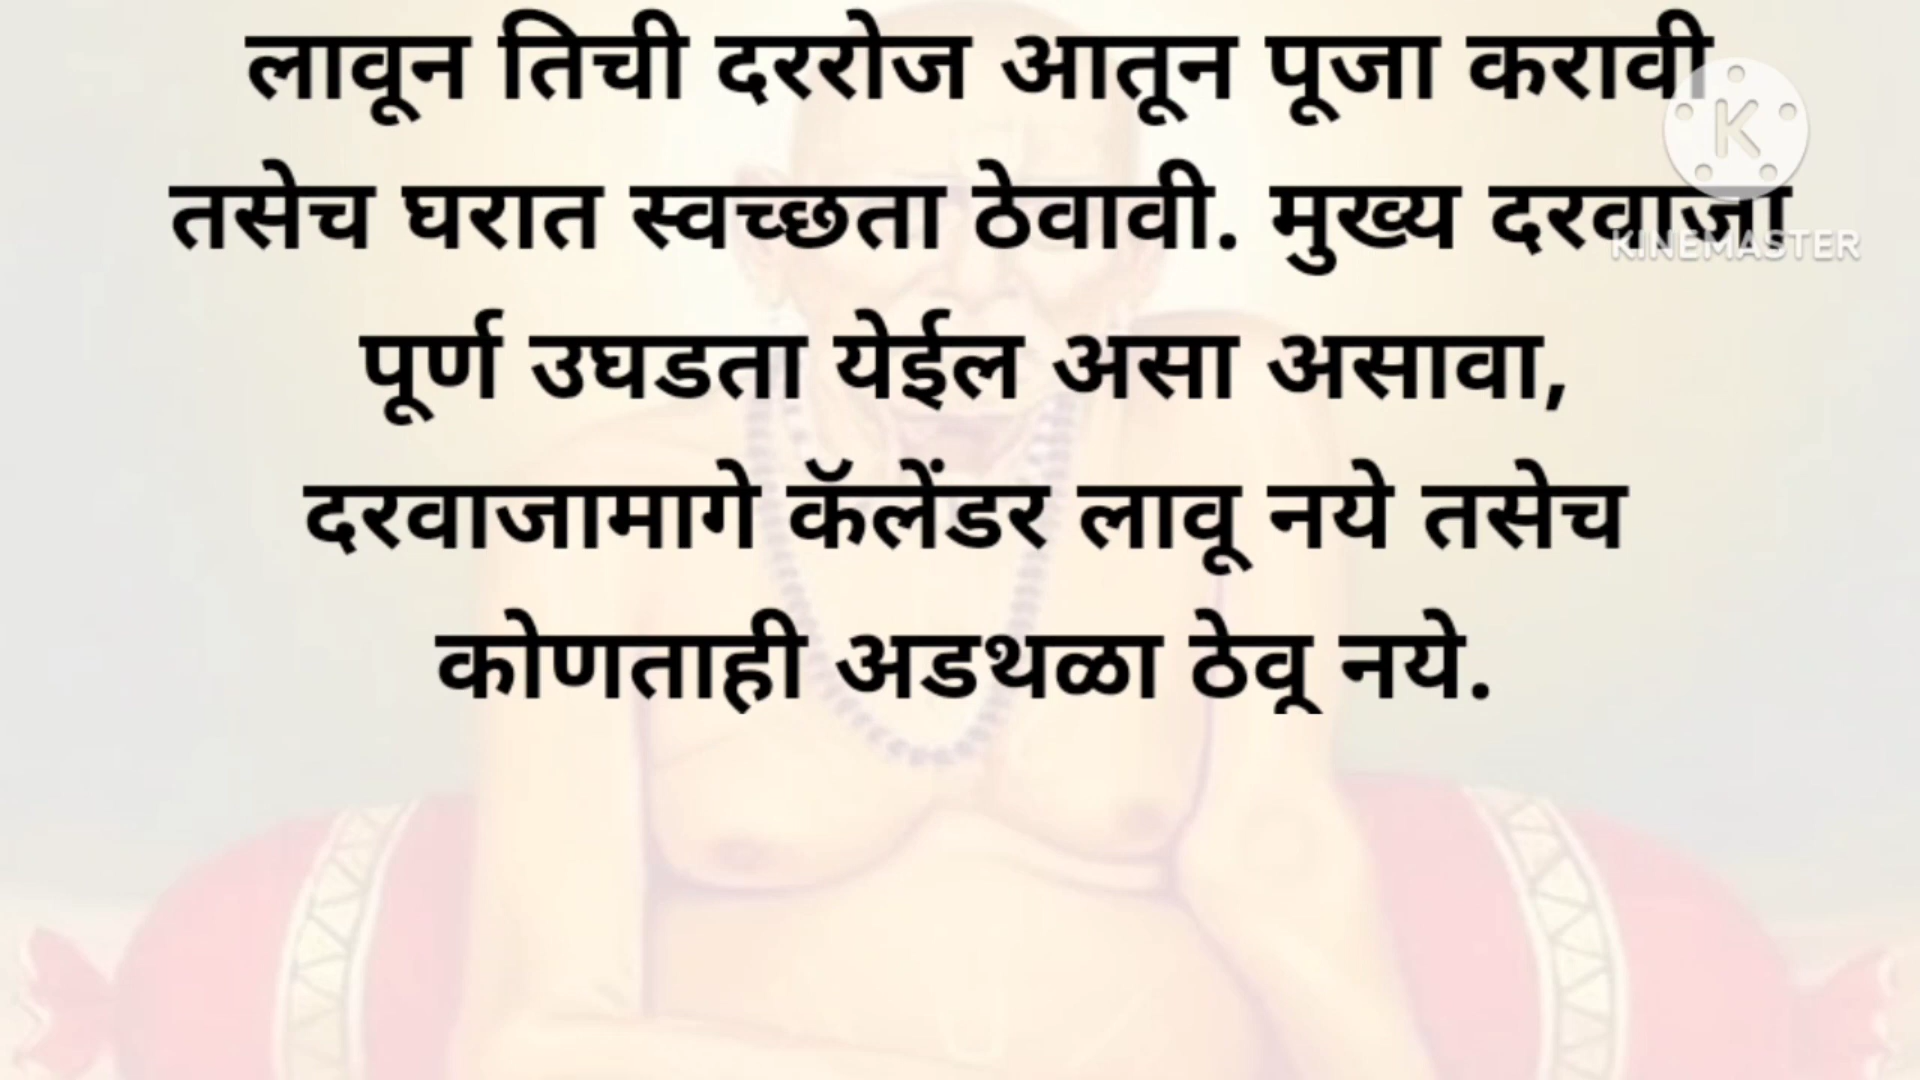 लावून तिची दररोज आतून पूजा करावी
तसेच घरात स्वच्छता ठेवावी. मुख्य दरवाजा
पूर्ण उघडता येईल असा असावा,
दरवाजामागे कॅलेंडर लावू नये तसेच
कोणताही अडथळा ठेवू नये.
K
KINEMASTER